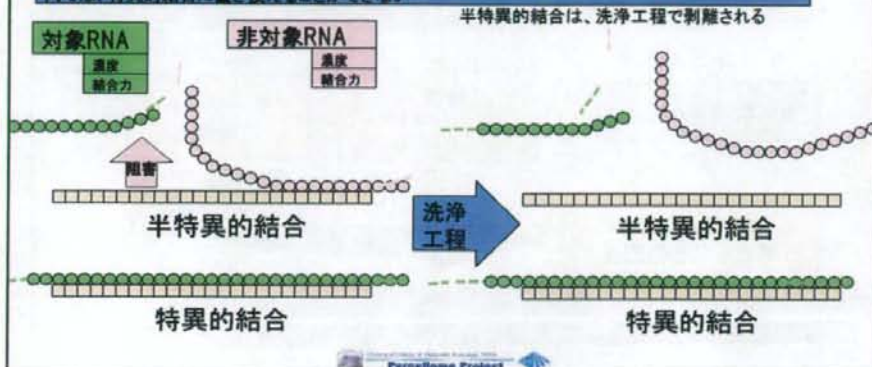 半特異的結合は、洗浄工程で剥離される
対象RNA
濃度
結合力
非対象RNA
濃度
結合力
阻害
半特異的結合
洗浄
工程
半特異的結合
特異的結合
特異的結合
Percellome Project